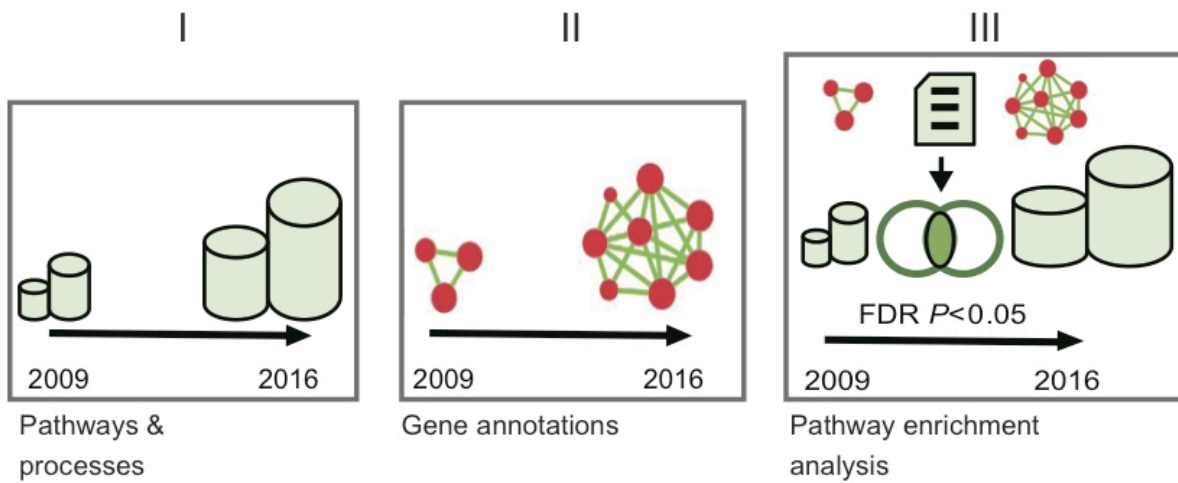 I
II
III
FDR P<0.05
2009 2016
2009 2016
2009 2016
Pathways &
processes
Gene annotations
Pathway enrichment
analysis